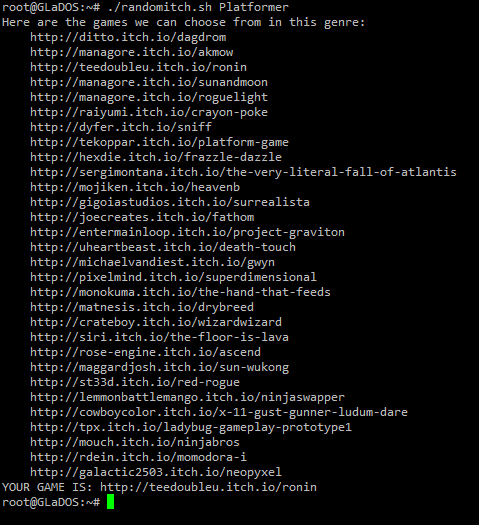 root@GLaDOS:~# ./randomitch.sh Platformer
Here are the games we can choose from in this genre:
http://ditto.itch.io/dagdrom
http://managore.itch.io/akmow
http://teedoubleu.itch.io/ronin
http://managore.itch.io/sunandmoon
http://managore.itch.io/roguelight
http://raiyumi.itch.io/crayon-poke
http://dyfer.itch.io/sniff
http://tekoppar.itch.io/platform-game
http://hexdie.itch.io/frazzle-dazzle
http://sergimontana.itch.io/the-very-literal-fall-of-atlantis
http://mojiken.itch.io/heavenb
http://gigoiastudios.itch.io/surrealista
http://joecreates.itch.io/fathom
http://entermainloop.itch.io/project-graviton
http://uheartbeast.itch.io/death-touch
http://michaelvandiest.itch.io/gwyn
http://pixelmind.itch.io/superdimensional
http://monokuma.itch.io/the-hand-that-feeds
http://matnesis.itch.io/drybreed
http://crateboy.itch.io/wizardwizard
http://siri.itch.io/the-floor-is-lava
http://rose-engine.itch.io/ascend
http://maggardjosh.itch.io/sun-wukong
http://st33d.itch.io/red-rogue
http://lemmonbattlemango.itch.io/ninjaswapper
http://cowboycolor.itch.io/x-11-gust-gunner-ludum-dare
http://tpx.itch.io/ladybug-gameplay-prototype1
http://mouch.itch.io/ninjabros
http://rdein.itch.io/momodora-i
http://galactic2503.itch.io/neopyxel
YOUR GAME IS: http://teedoubleu.itch.io/ronin
root@GLaDOS:~#